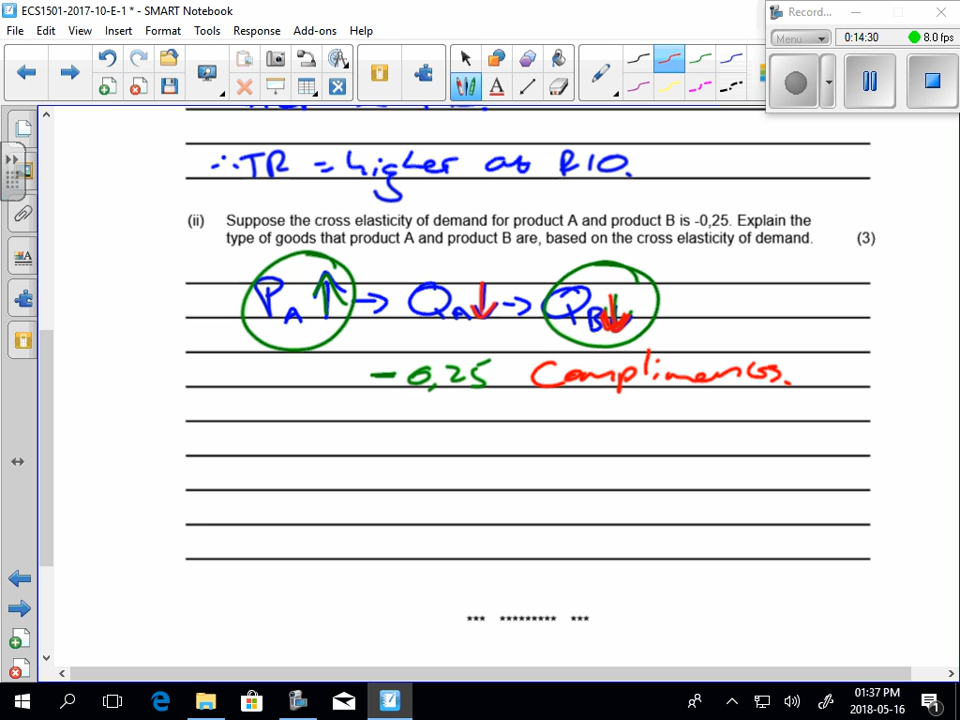 ECS1501-2017-10-E-1 * - SMART Notebook
Record...
File Edit View Insert Format Tools Response Add-ons Help
Menu 0:14:30 8.0 fps
∴TR = higher at R10.
(ii) Suppose the cross elasticity of demand for product A and product B is -0,25. Explain the
type of goods that product A and product B are, based on the cross elasticity of demand. (3)
PA ↑ → QA ↓ → QB ↓
-0,25 Compliments.
*** ********* ***
01:37 PM
2018-05-16
1